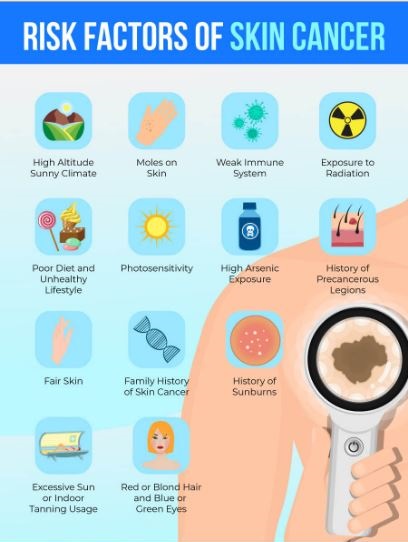 RISK FACTORS OF SKIN CANCER
High Altitude
Sunny Climate
Moles on
Skin
Weak Immune
System
Exposure to
Radiation
Poor Diet and
Unhealthy
Lifestyle
Photosensitivity
High Arsenic
Exposure
History of
Precancerous
Legions
Fair Skin
Family History
of Skin Cancer
History of
Sunburns
Excessive Sun
or Indoor
Tanning Usage
Red or Blond Hair
and Blue or
Green Eyes